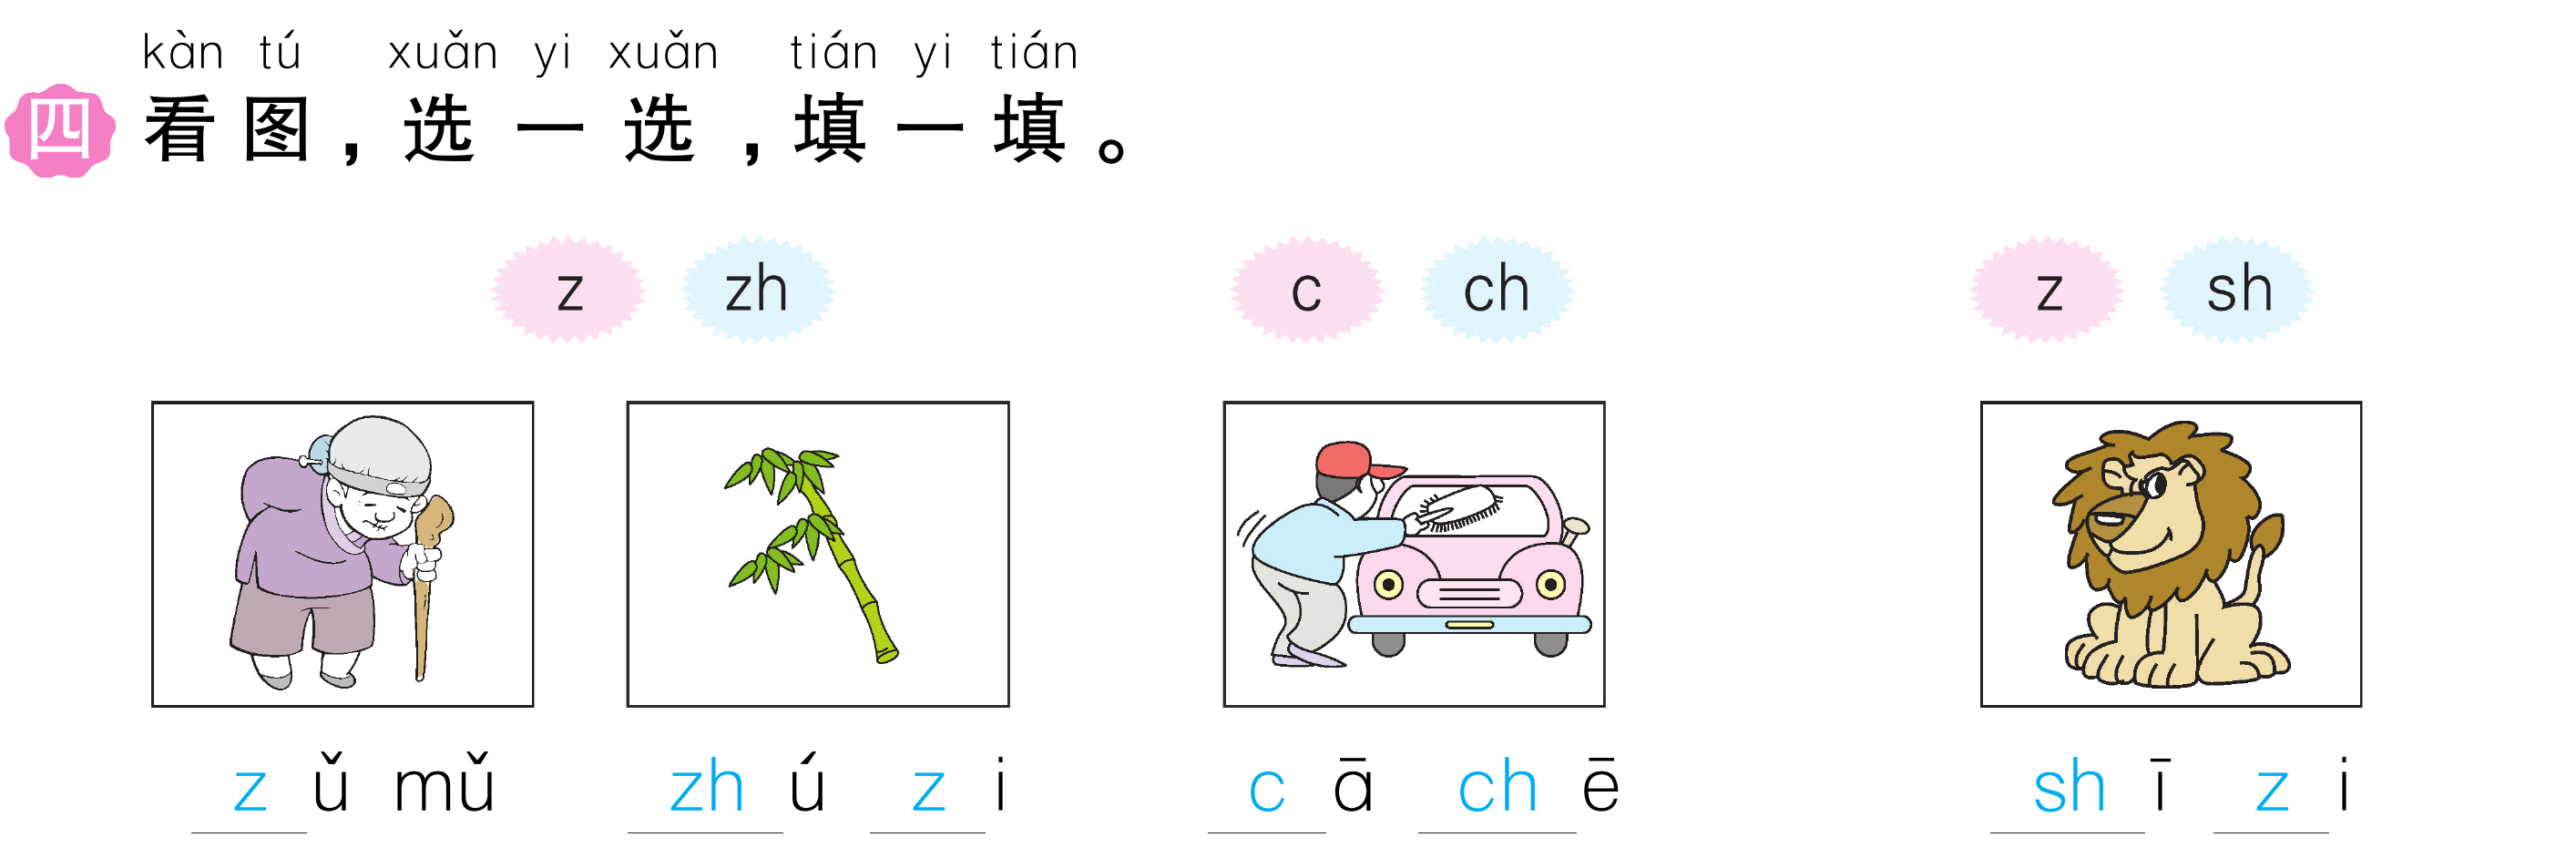 kàn tú xuǎn yi xuǎn tián yi tián
四 看图，选一选，填一填。
z zh c ch z sh
z ǔ mǔ zh ú z i c ā ch ē sh ī z i